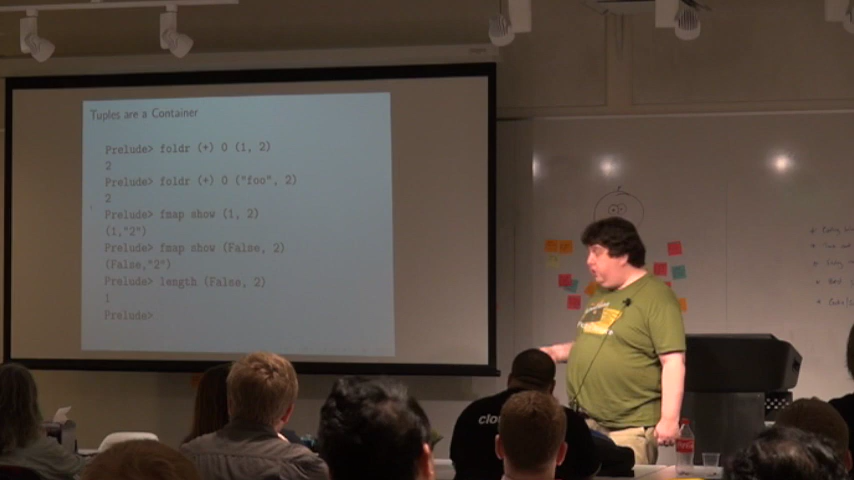 Tuples are a Container
Prelude> foldr (+) 0 (1, 2)
2
Prelude> foldr (+) 0 ("foo", 2)
2
Prelude> fmap show (1, 2)
(1,"2")
Prelude> fmap show (False, 2)
(False,"2")
Prelude> length (False, 2)
1
Prelude>
clo